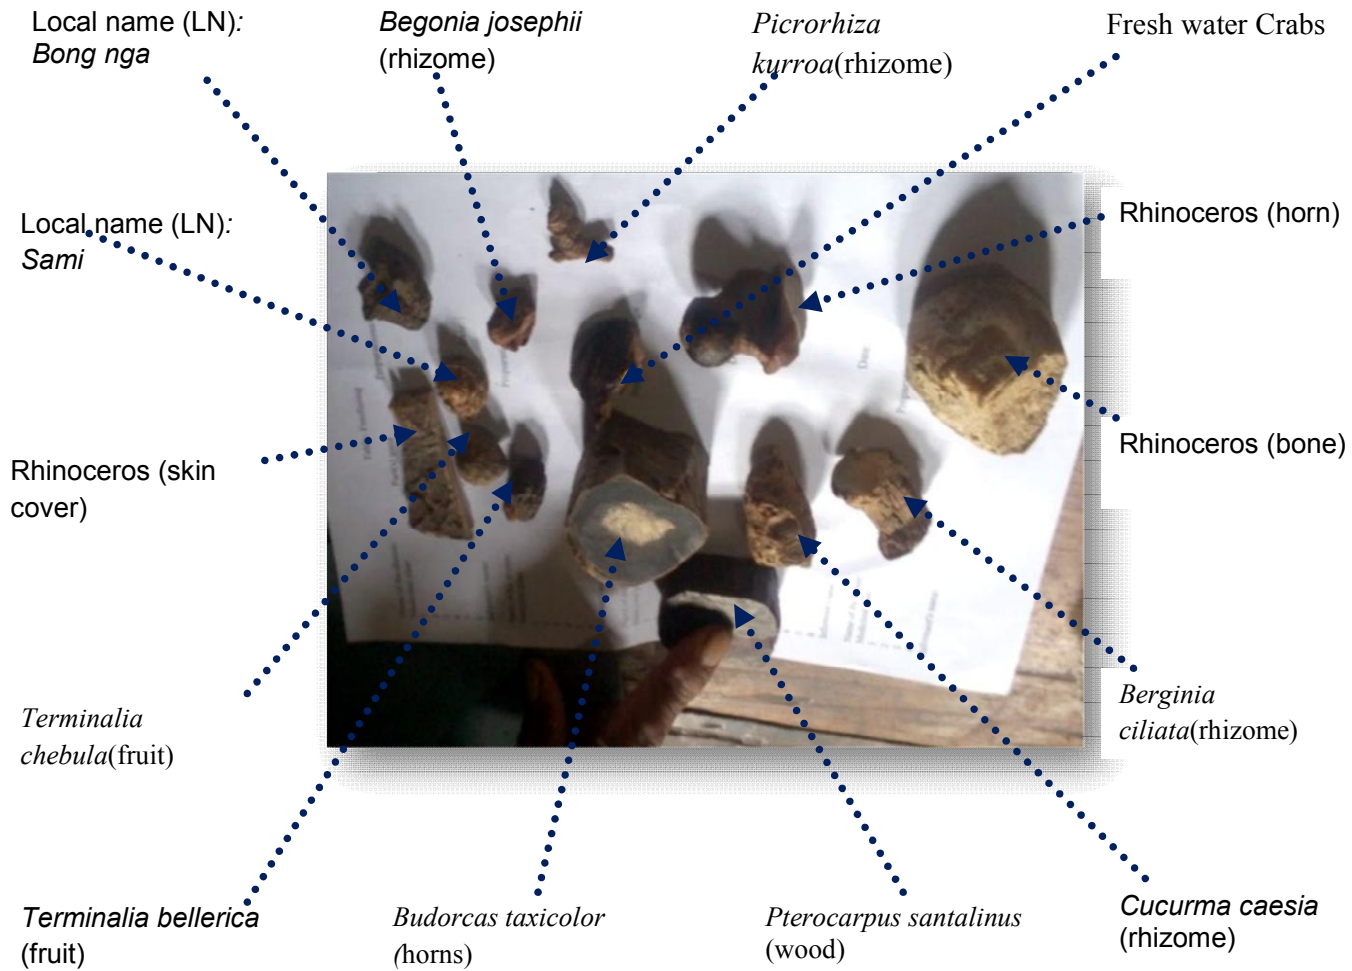 Local name (LN):
Bong nga
Begonia josephii
(rhizome)
Picrorhiza
kurroa(rhizome)
Fresh water Crabs
Local name (LN):
Sami
Rhinoceros (horn)
Rhinoceros (skin
cover)
Rhinoceros (bone)
Terminalia
chebula(fruit)
Berginia
ciliata(rhizome)
Terminalia bellerica
(fruit)
Budorcas taxicolor
(horns)
Pterocarpus santalinus
(wood)
Cucurma caesia
(rhizome)